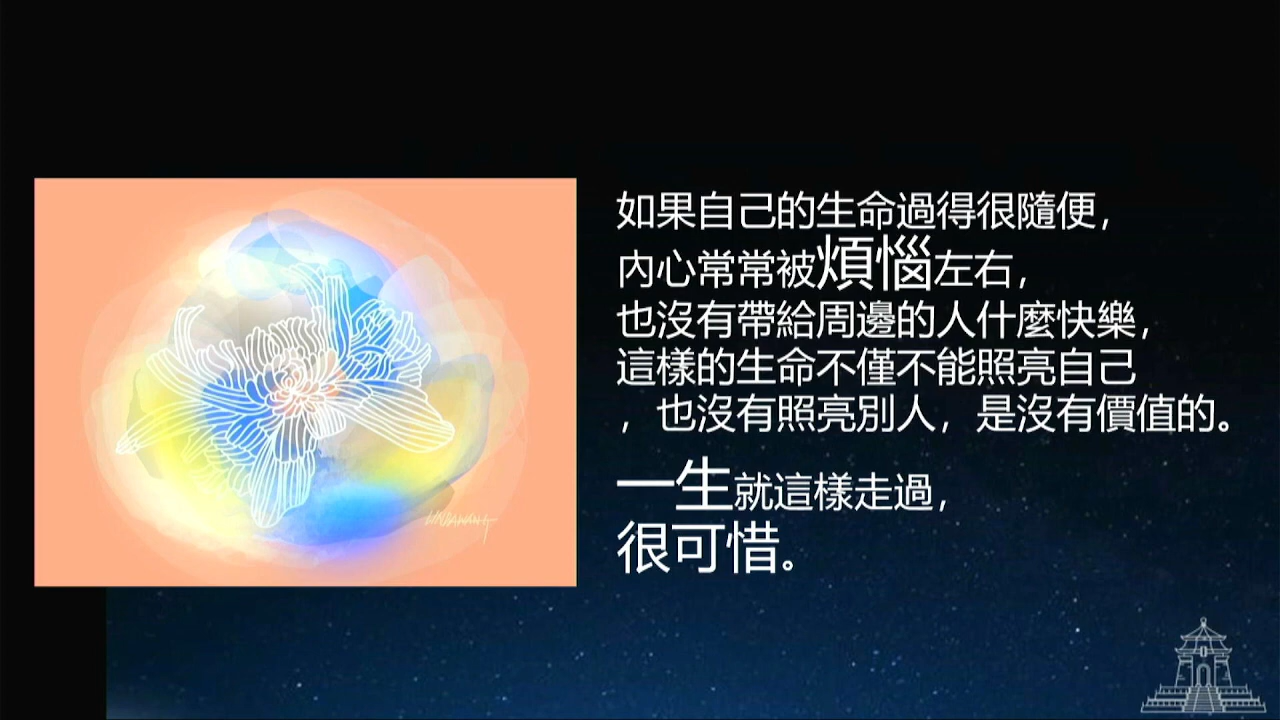 如果自己的生命過得很隨便，
內心常常被煩惱左右，
也沒有帶給周邊的人什麼快樂，
這樣的生命不僅不能照亮自己
，也沒有照亮別人，是沒有價值的。
一生就這樣走過，
很可惜。